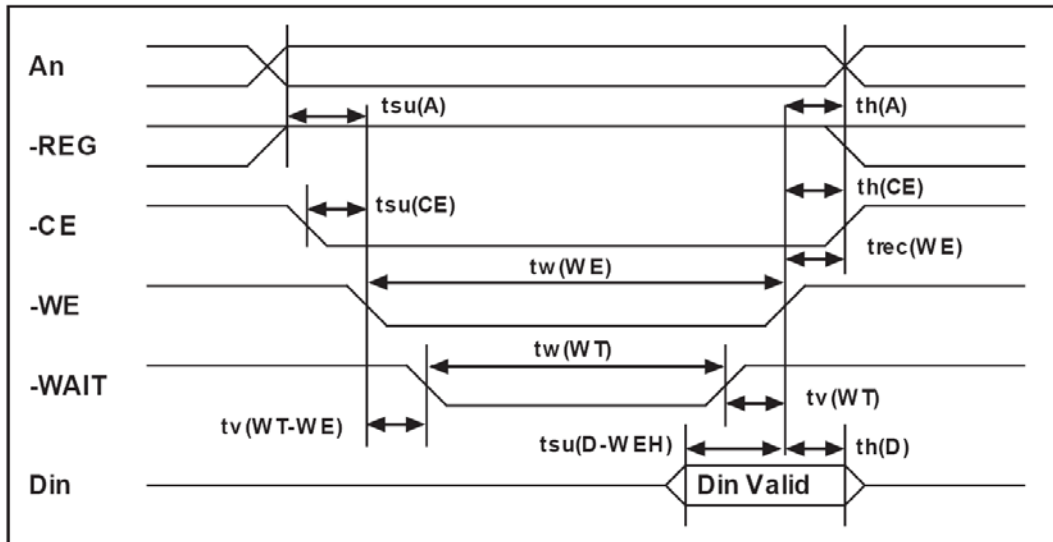 An
tsu(A)
th(A)
-REG
tsu(CE)
th(CE)
-CE
trec(WE)
tw(WE)
-WE
tw(WT)
-WAIT
tv(WT-WE)
tv(WT)
tsu(D-WEH)
th(D)
Din
Din Valid